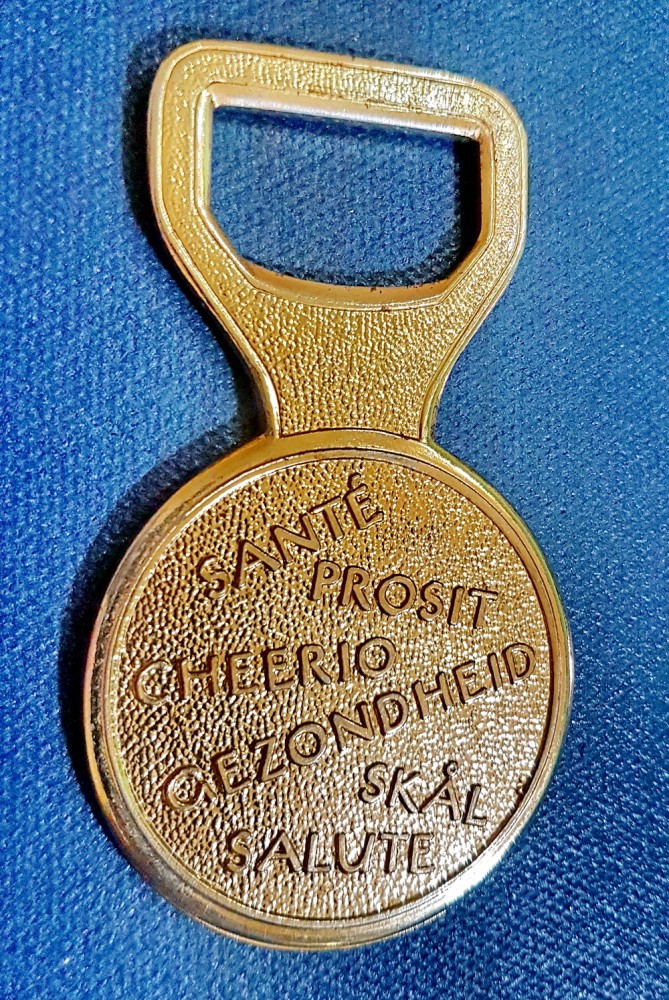 SANTÉ
PROSIT
CHEERIO
GEZONDHEID
SKÅL
SALUTE